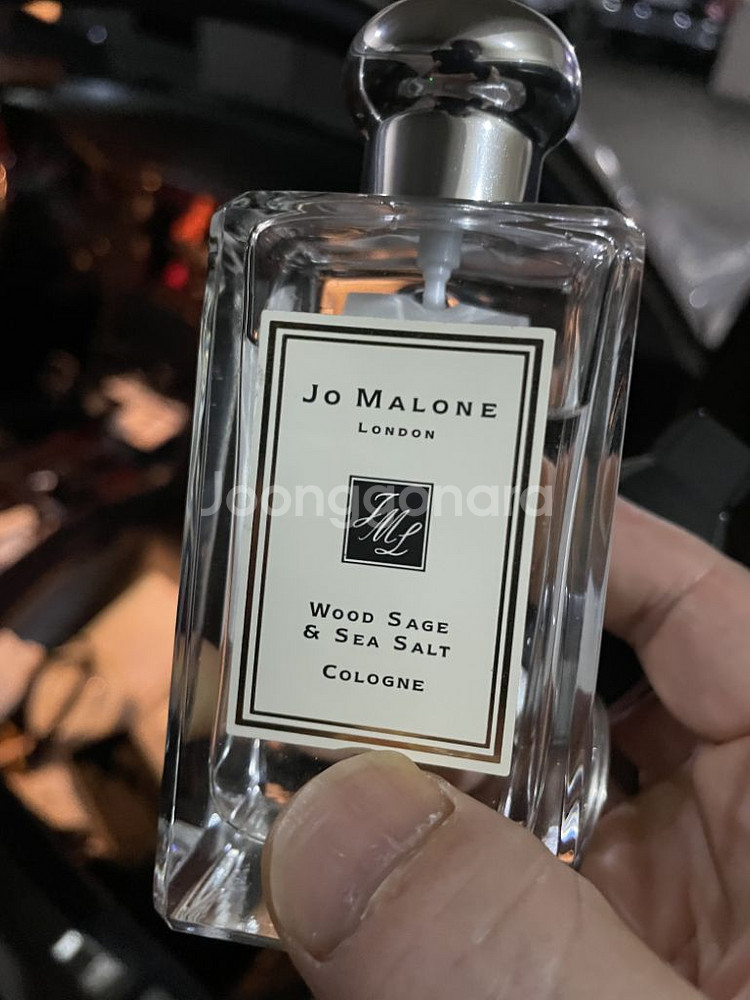 Jo Malone
London
Joonggonara
JML
Wood Sage
& Sea Salt
Cologne